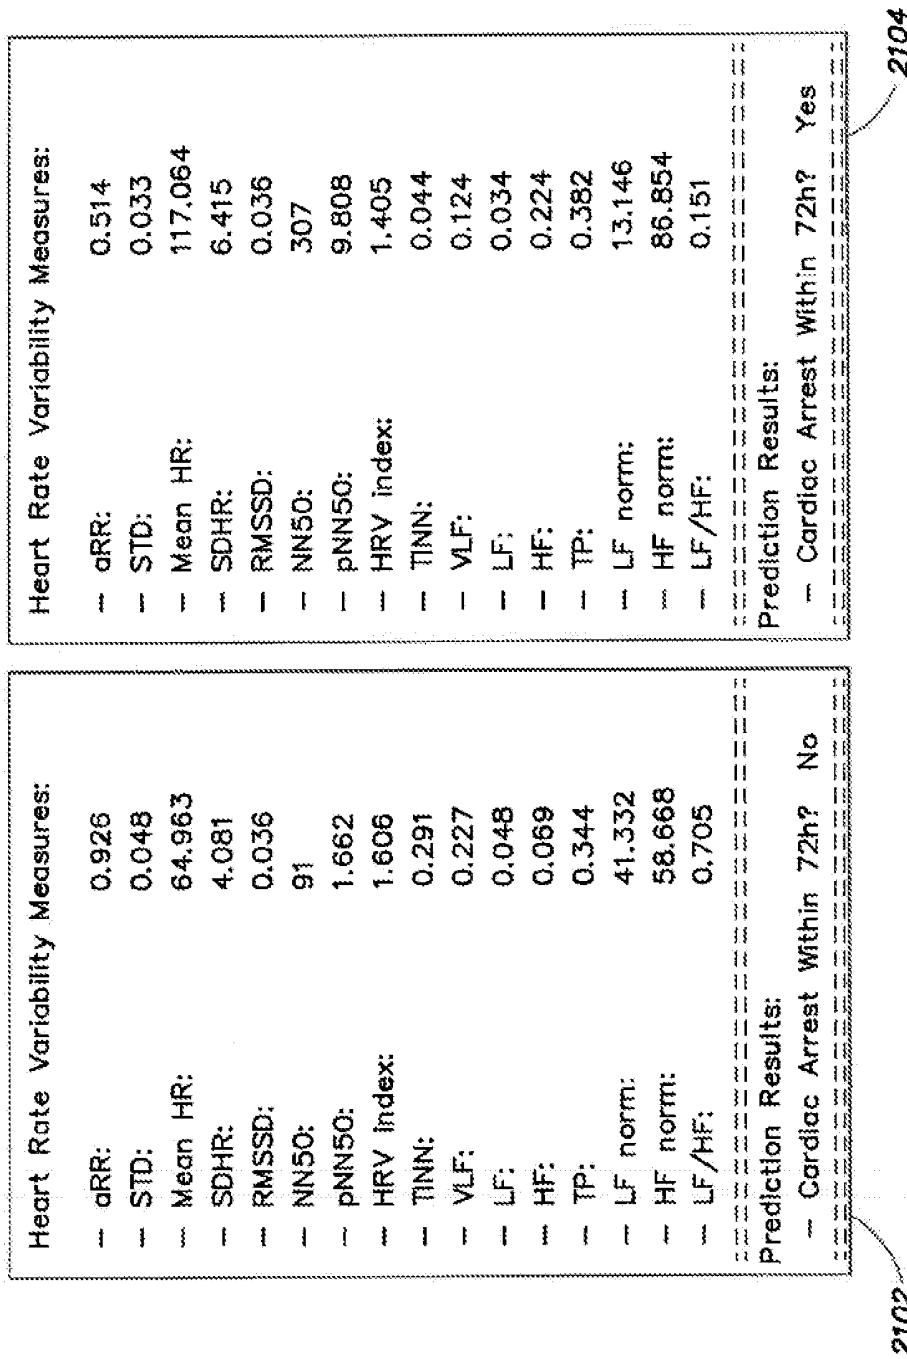 Heart Rate Variability Measures:
— aRR: 0.926
— STD: 0.048
— Mean HR: 64.963
— SDHR: 4.081
— RMSSD: 0.036
— NN50: 91
— pNN50: 1.662
— HRV index: 1.606
— TINN: 0.291
— VLF: 0.227
— LF: 0.048
— HF: 0.069
— TP: 0.344
— LF norm: 41.332
— HF norm: 58.668
— LF/HF: 0.705
Prediction Results:
— Cardiac Arrest Within 72h? No
2102
Heart Rate Variability Measures:
— aRR: 0.514
— STD: 0.033
— Mean HR: 117.064
— SDHR: 6.415
— RMSSD: 0.036
— NN50: 307
— pNN50: 9.808
— HRV index: 1.405
— TINN: 0.044
— VLF: 0.124
— LF: 0.034
— HF: 0.224
— TP: 0.382
— LF norm: 13.146
— HF norm: 86.854
— LF/HF: 0.151
Prediction Results:
— Cardiac Arrest Within 72h? Yes
2104